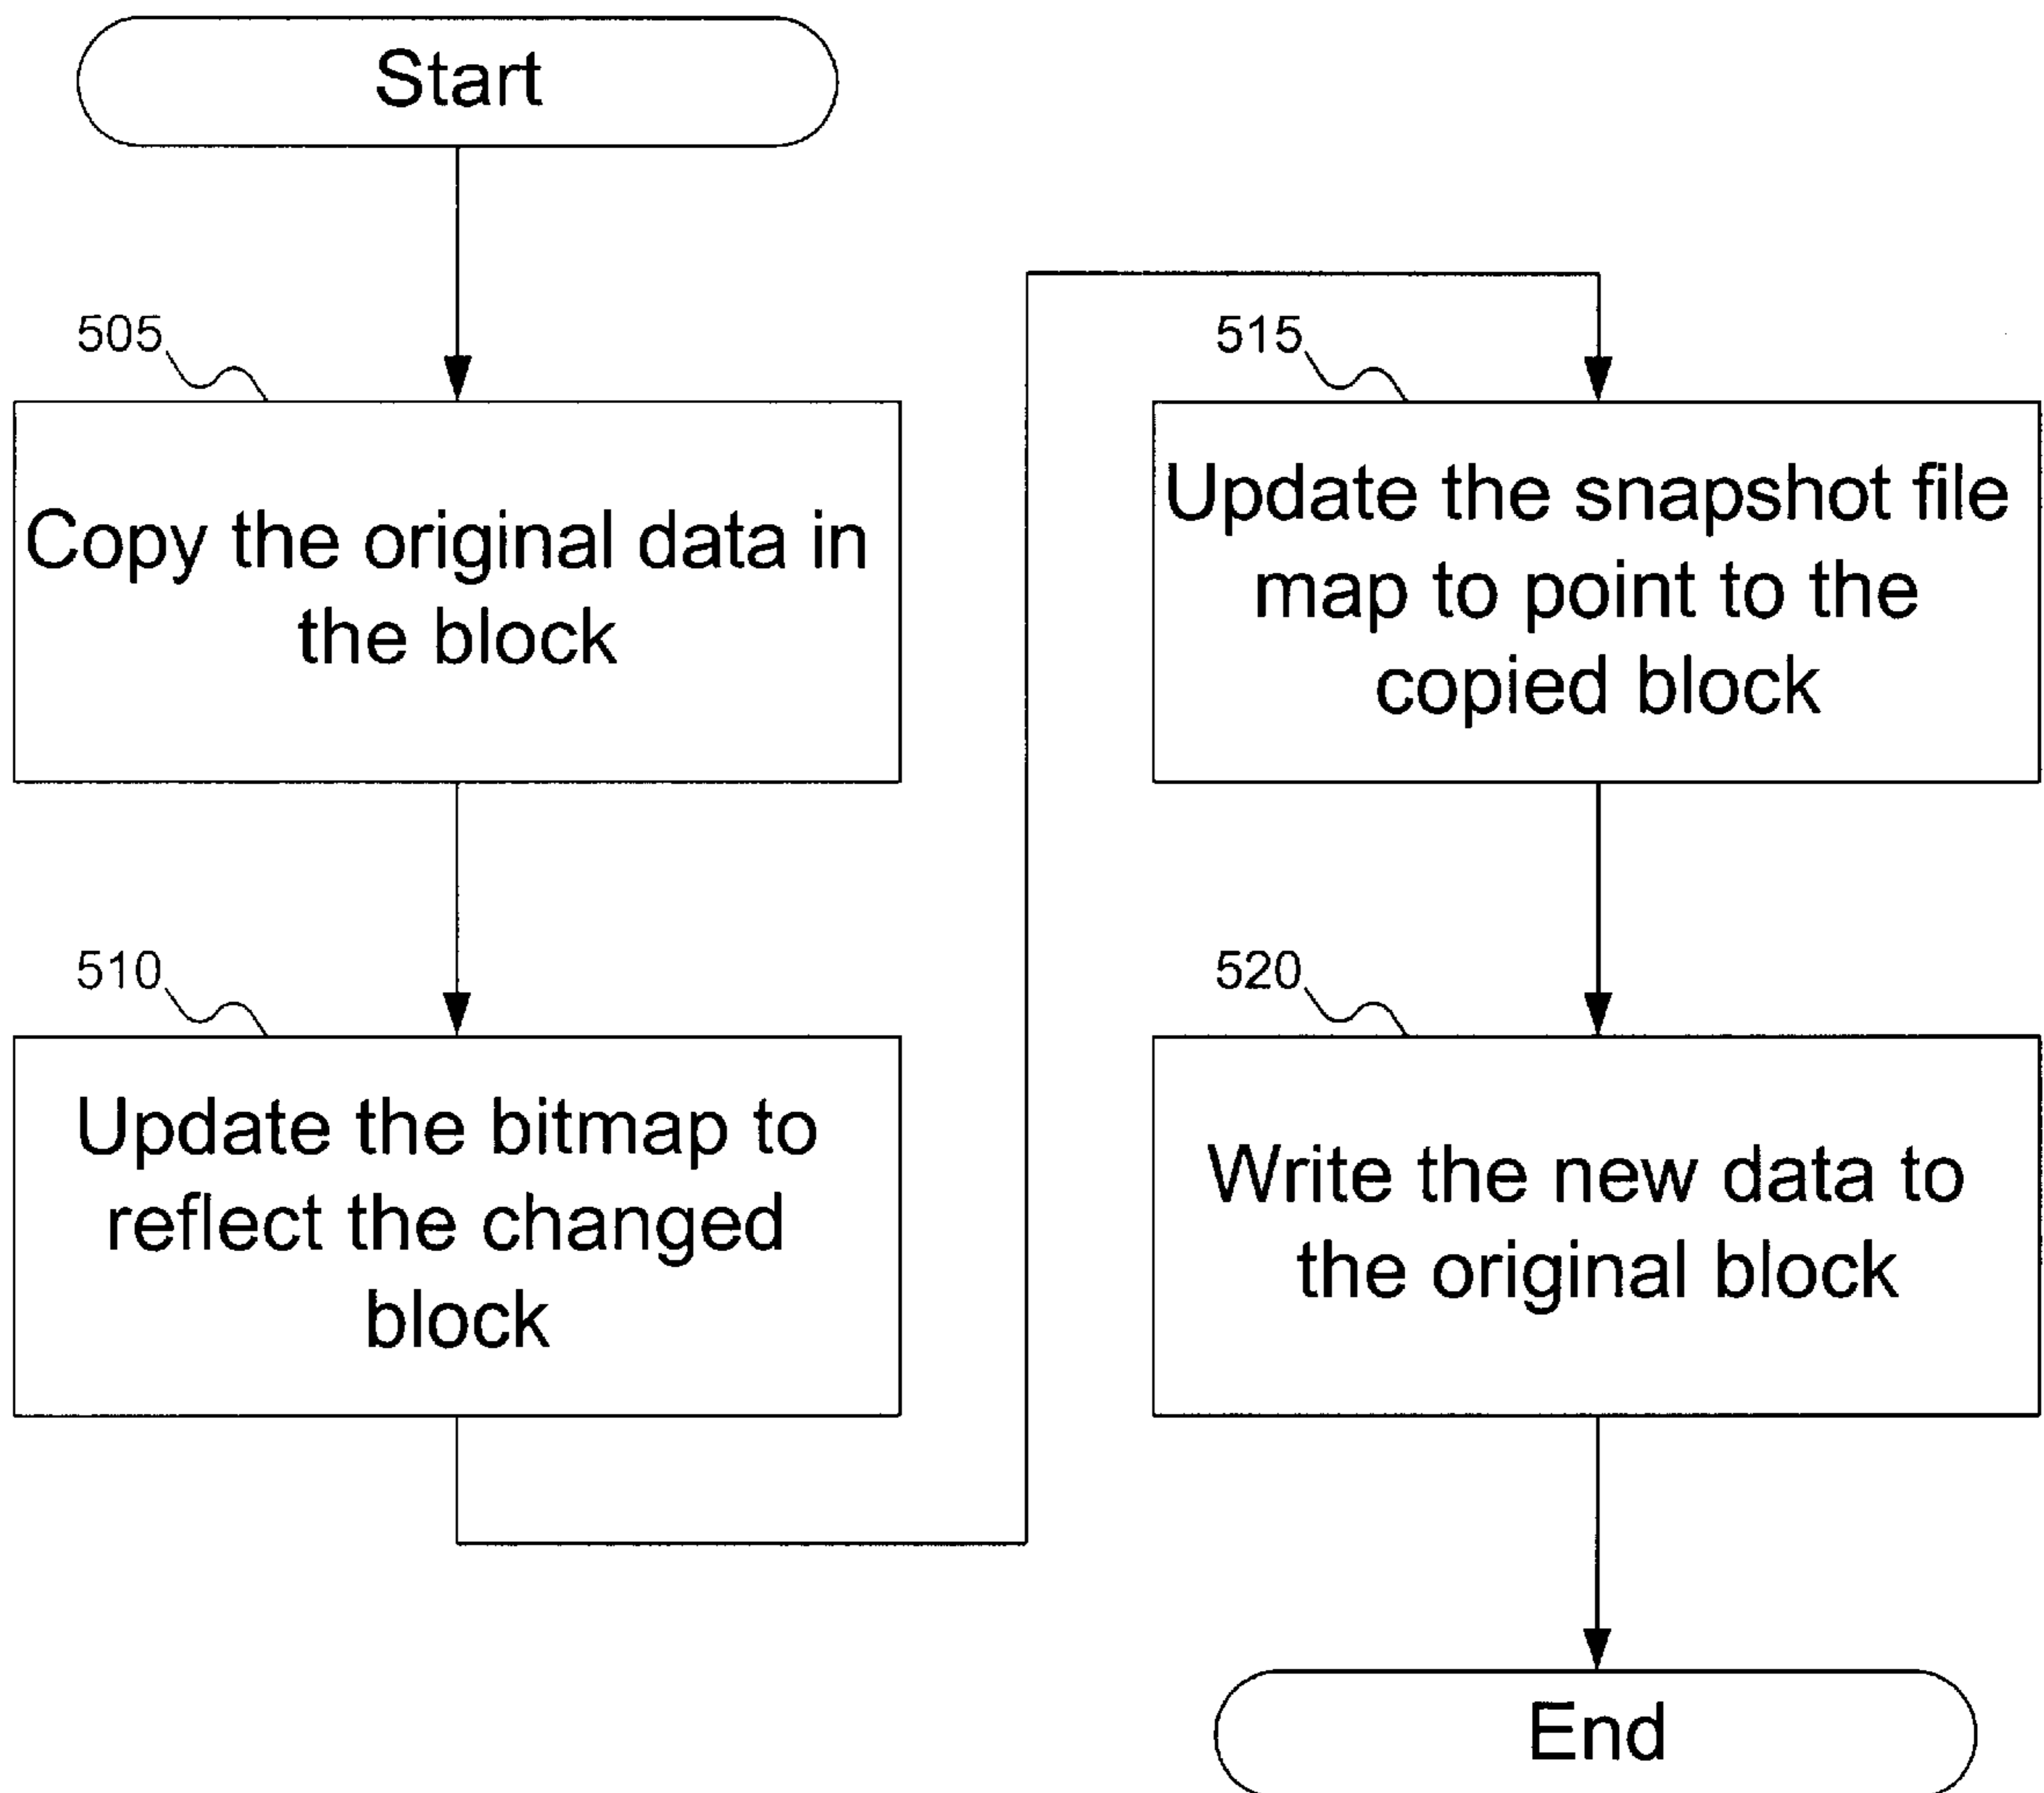 Start
505
Copy the original data in
the block
510
Update the bitmap to
reflect the changed
block
515
Update the snapshot file
map to point to the
copied block
520
Write the new data to
the original block
End